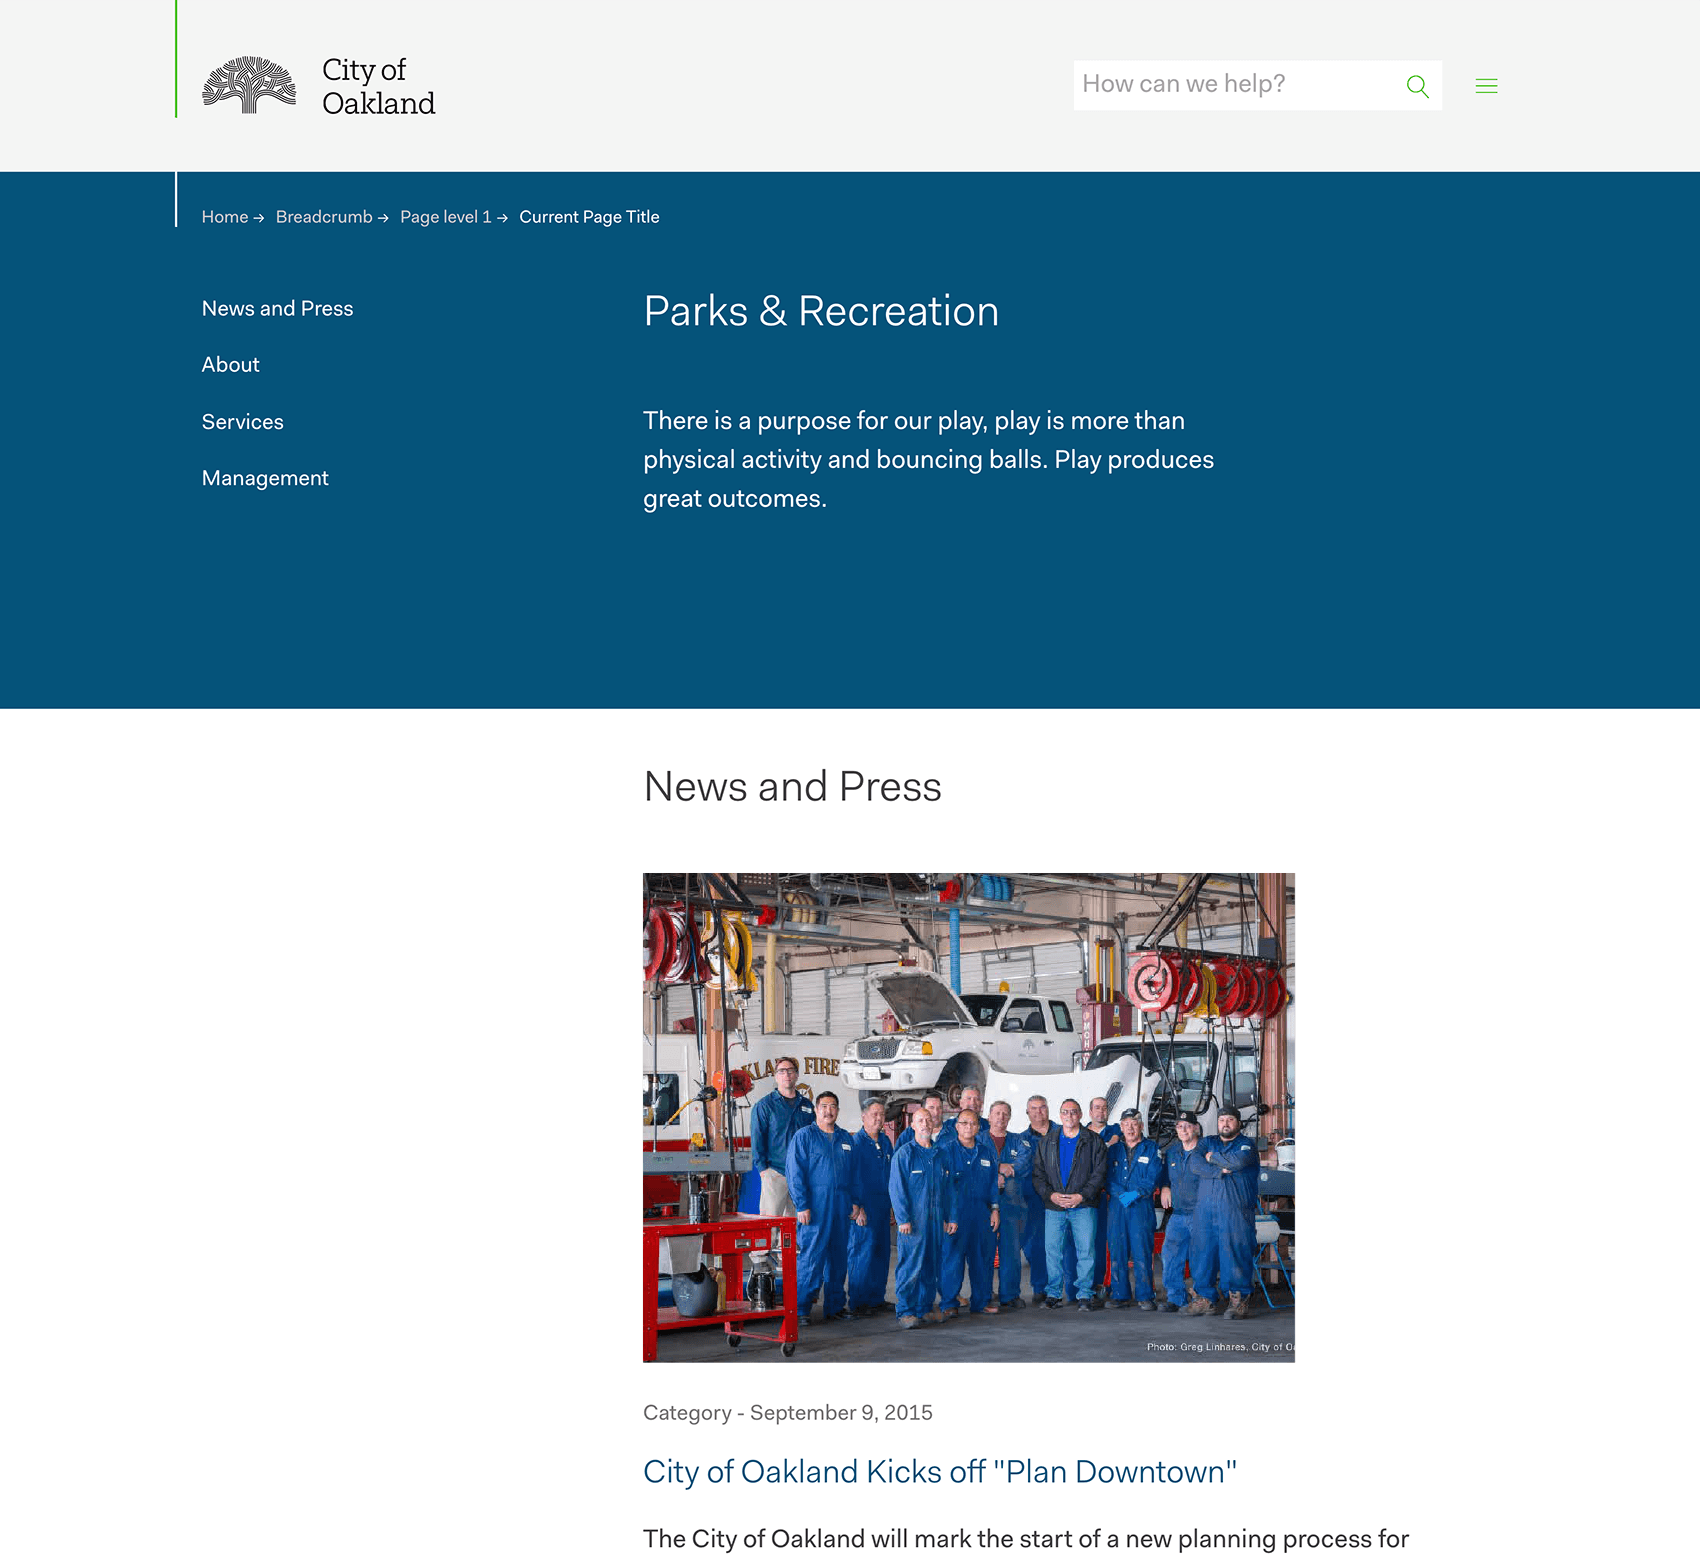 City of
Oakland
How can we help?
Home → Breadcrumb → Page level 1 → Current Page Title
News and Press
About
Services
Management
Parks & Recreation
There is a purpose for our play, play is more than
physical activity and bouncing balls. Play produces
great outcomes.
News and Press
KLAND FIRE
Photo: Greg Linhares, City of O
Category - September 9, 2015
City of Oakland Kicks off "Plan Downtown"
The City of Oakland will mark the start of a new planning process for